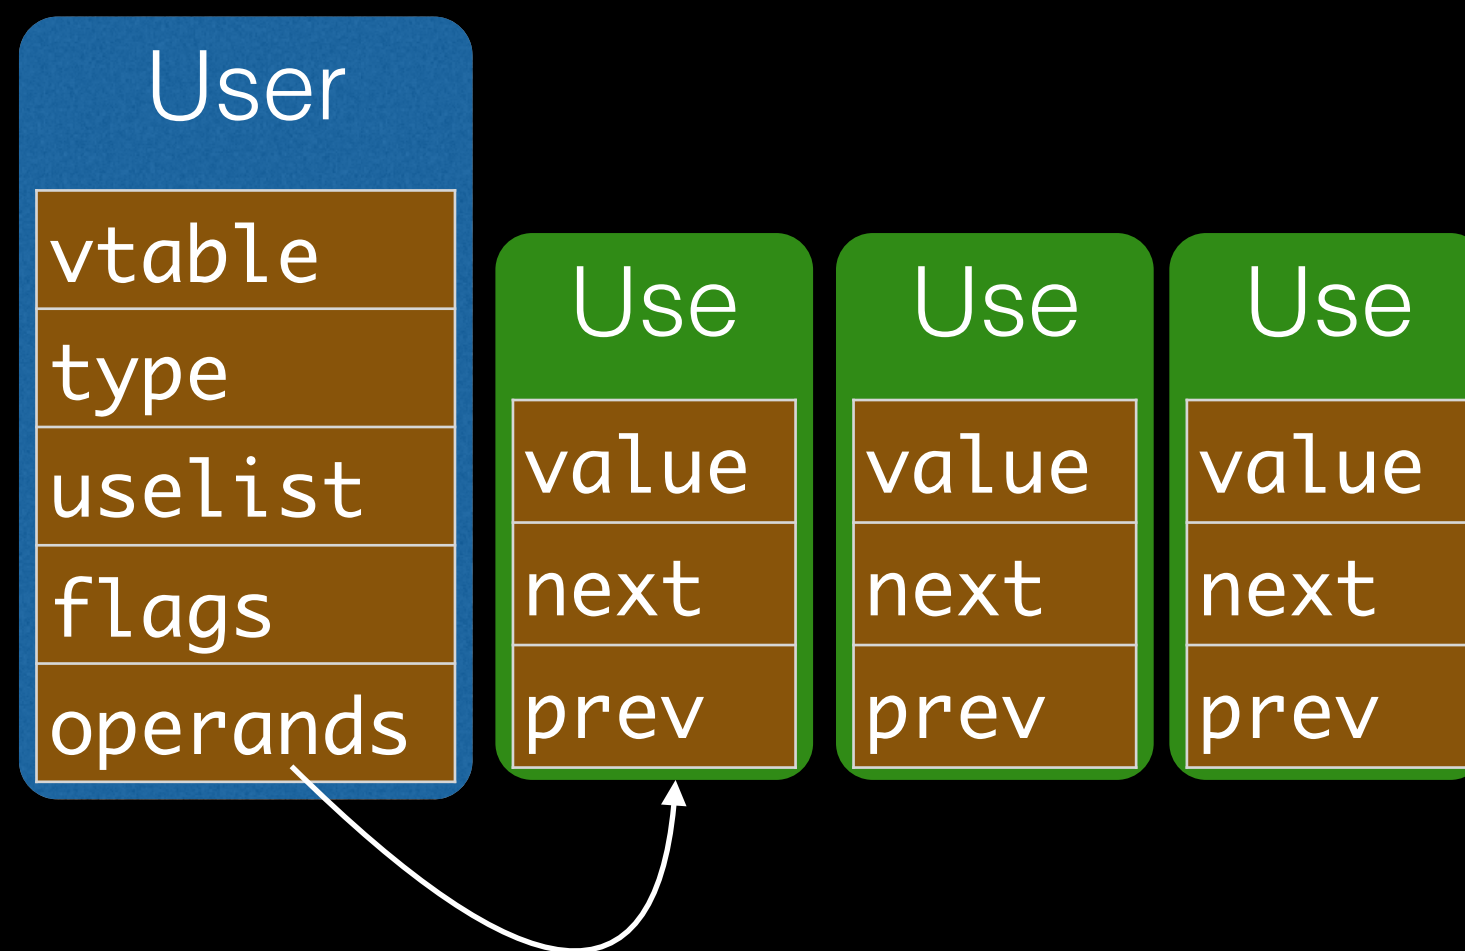 User
vtable
type
uselist
flags
operands
Use
value
next
prev
Use
value
next
prev
Use
value
next
prev